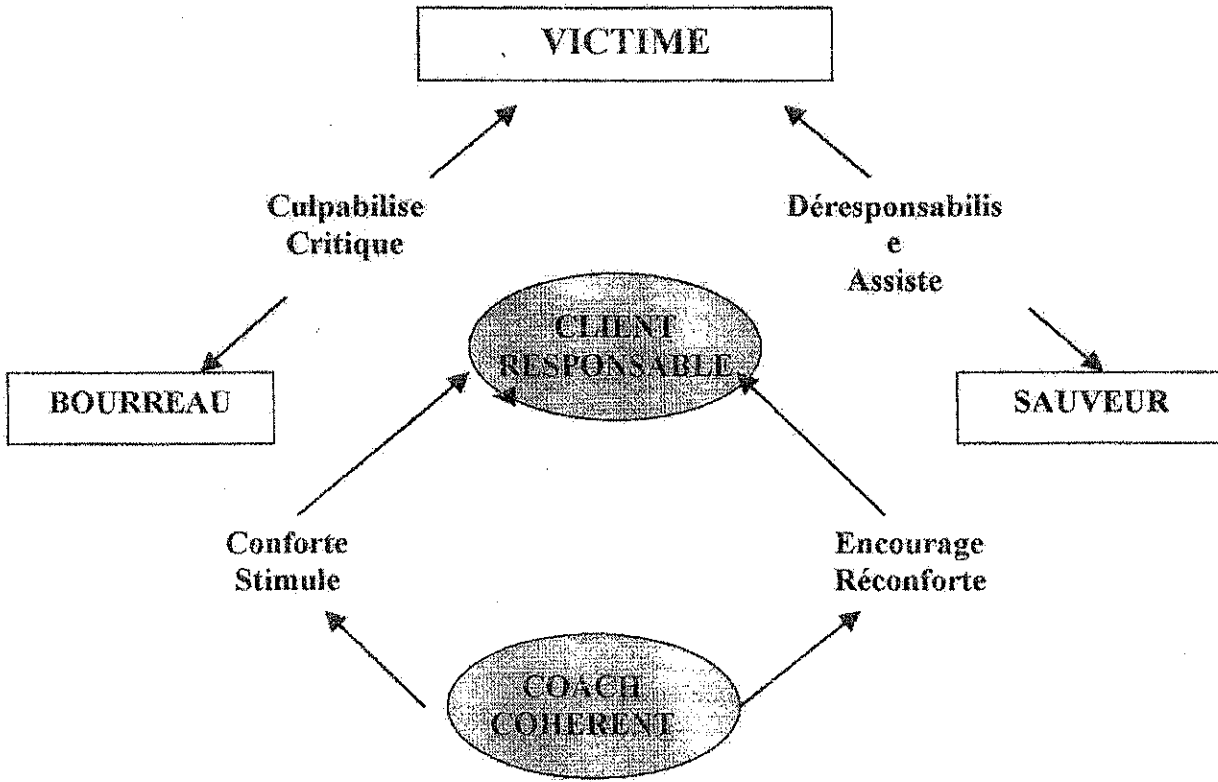 VICTIME
Culpabilise
Critique
Déresponsabilis
e
Assiste
CLIENT
RESPONSABLE
BOURREAU
SAUVEUR
Conforte
Stimule
Encourage
Réconforte
COACH
COHERENT